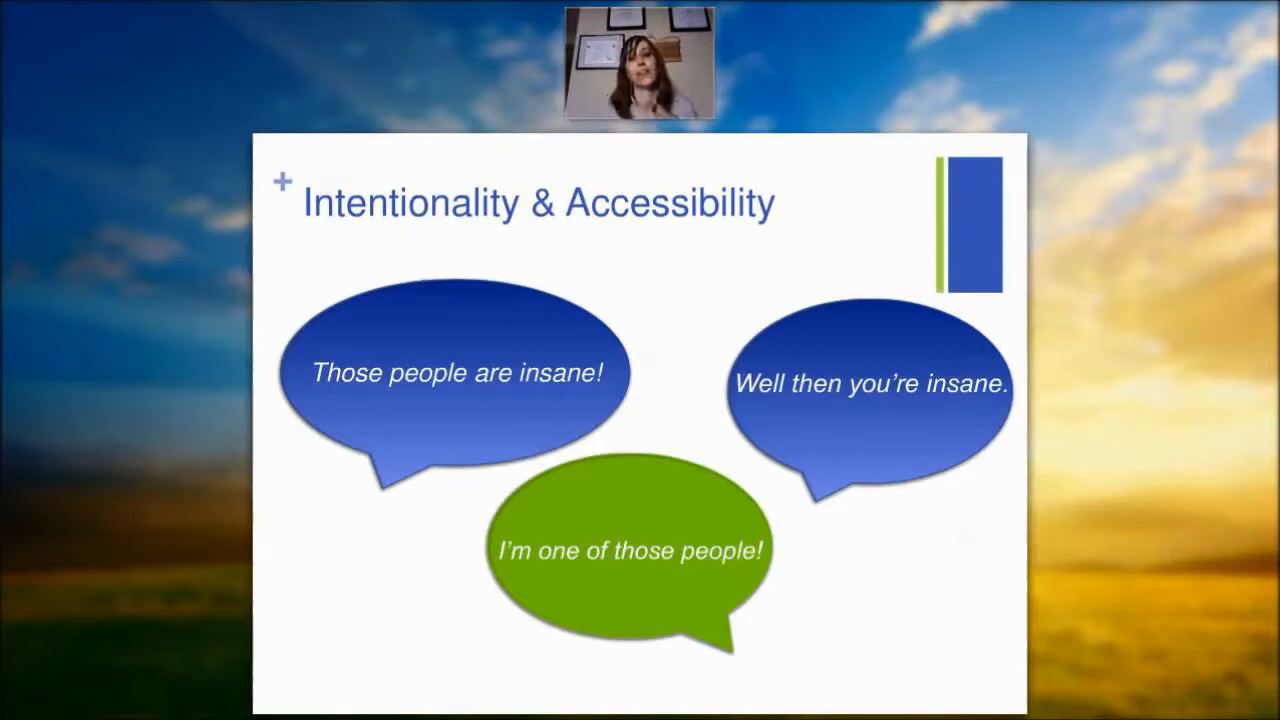 +
Intentionality & Accessibility
Those people are insane!
Well then you're insane.
I'm one of those people!